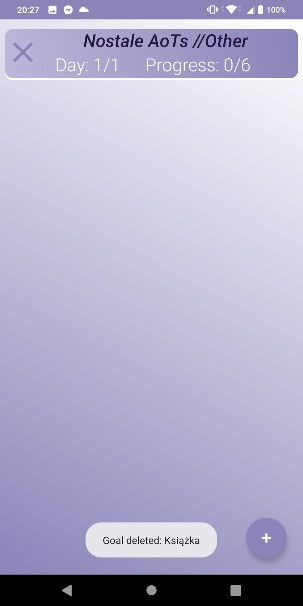 20:27 100%
Nostale AoTs //Other
Day: 1/1 Progress: 0/6
Goal deleted: Książka
+